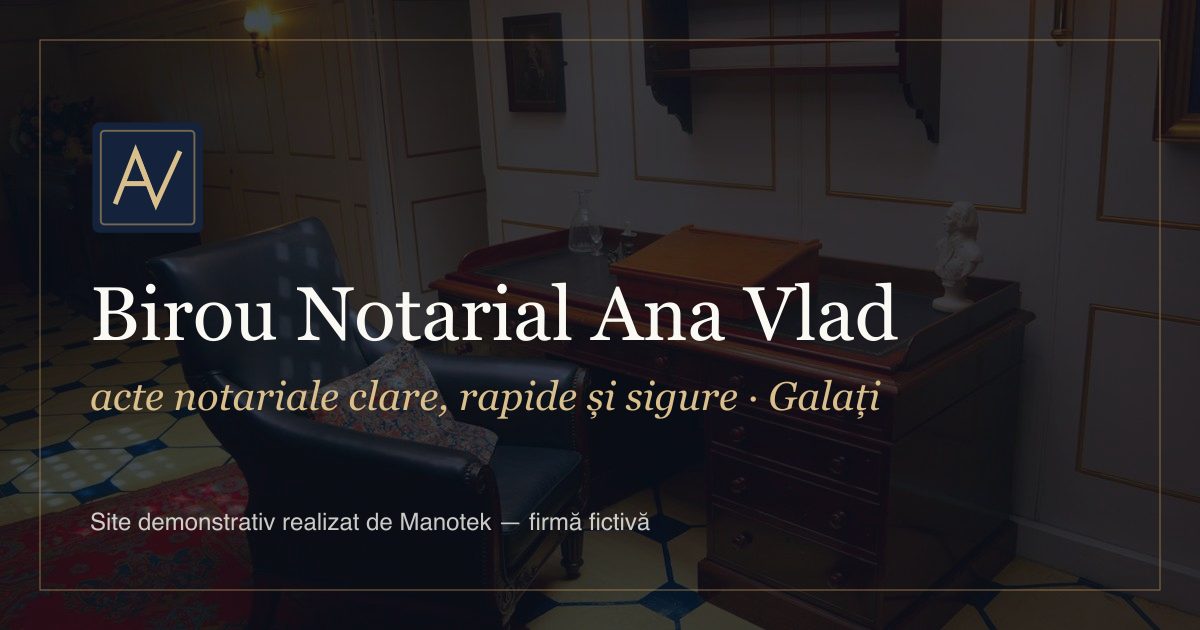 AV
Birou Notarial Ana Vlad
acte notariale clare, rapide și sigure · Galați
Site demonstrativ realizat de Manotek — firmă fictivă